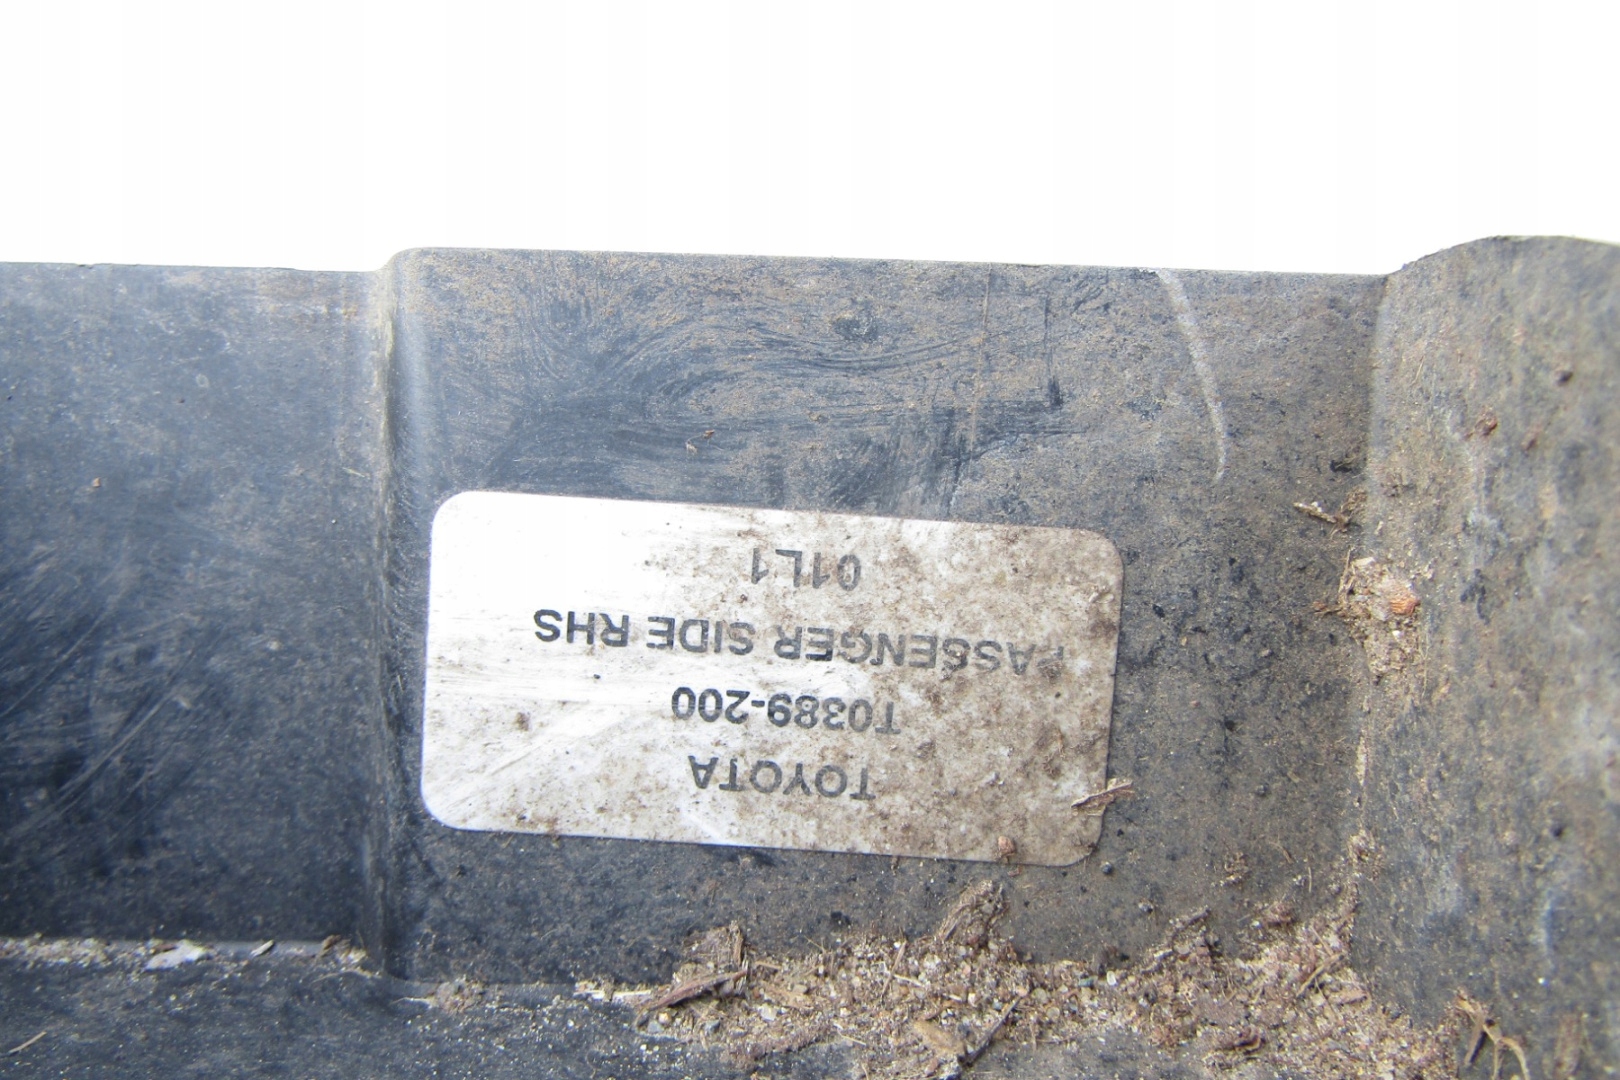 TOYOTA
T0389-200
PASSENGER SIDE RHS
01L1